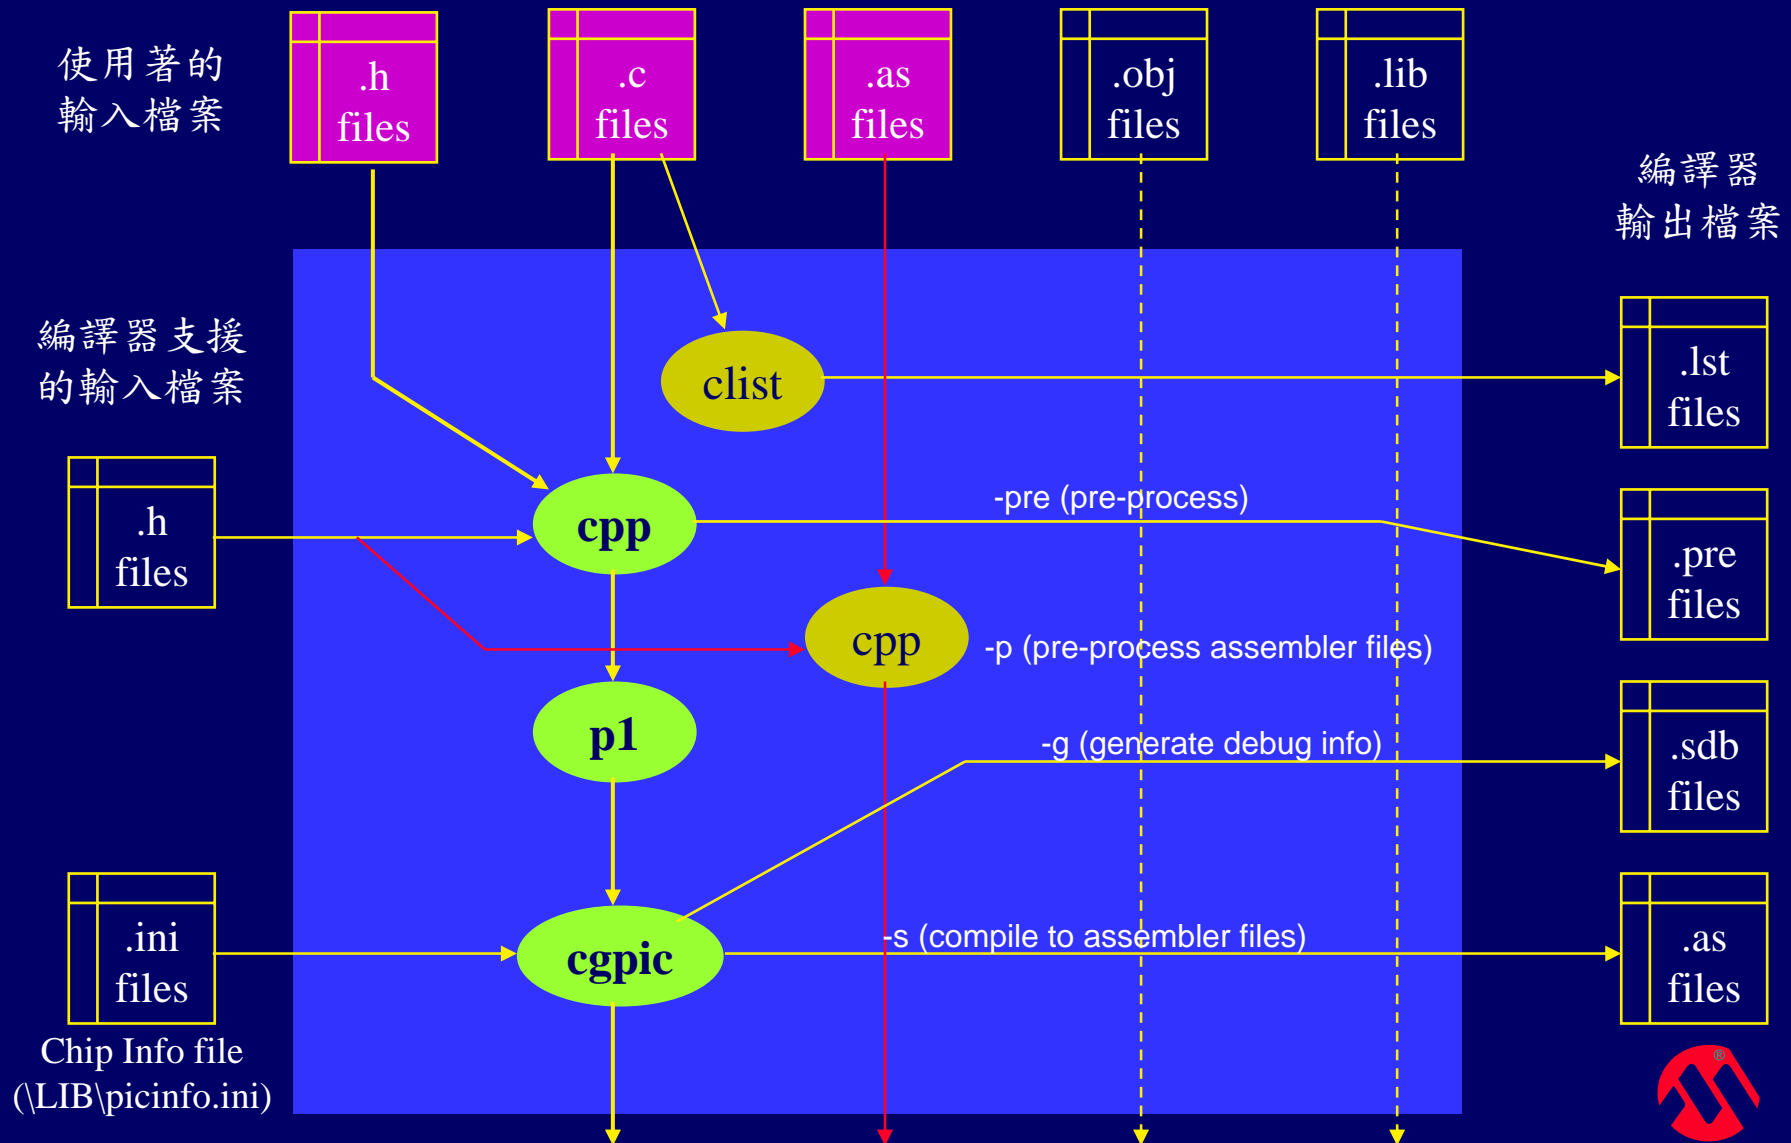 使用著的
輸入檔案
.h
files
.c
files
.as
files
.obj
files
.lib
files
編譯器
輸出檔案
編譯器支援
的輸入檔案
clist
.lst
files
.h
files
cpp
-pre (pre-process)
.pre
files
cpp
-p (pre-process assembler files)
p1
-g (generate debug info)
.sdb
files
.ini
files
cgpic
-s (compile to assembler files)
.as
files
Chip Info file
(\LIB\picinfo.ini)
®